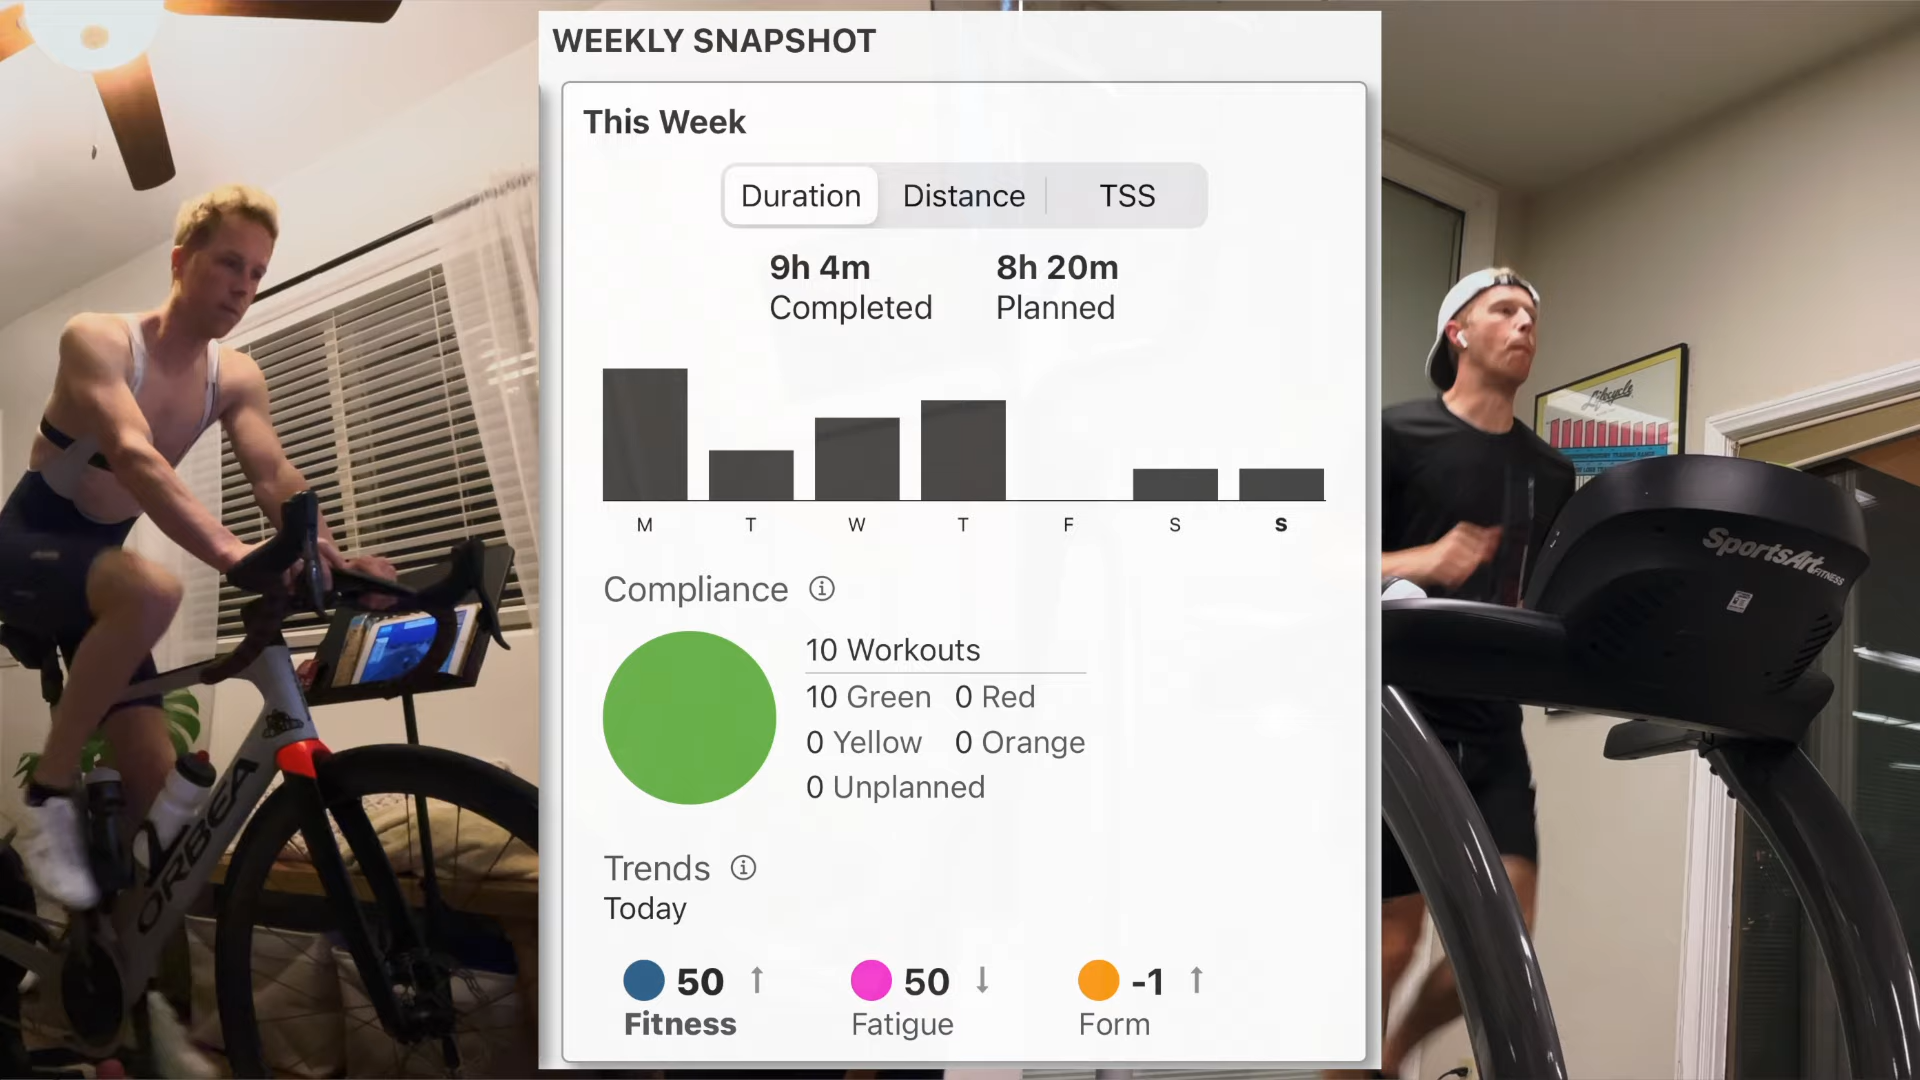 WEEKLY SNAPSHOT
This Week
Duration Distance TSS
9h 4m 8h 20m
Completed Planned
M T W T F S S
Compliance
10 Workouts
10 Green 0 Red
0 Yellow 0 Orange
0 Unplanned
Trends
Today
50 50 -1
Fitness Fatigue Form
ORBEA
Lifecycle
SportsArt
FITNESS